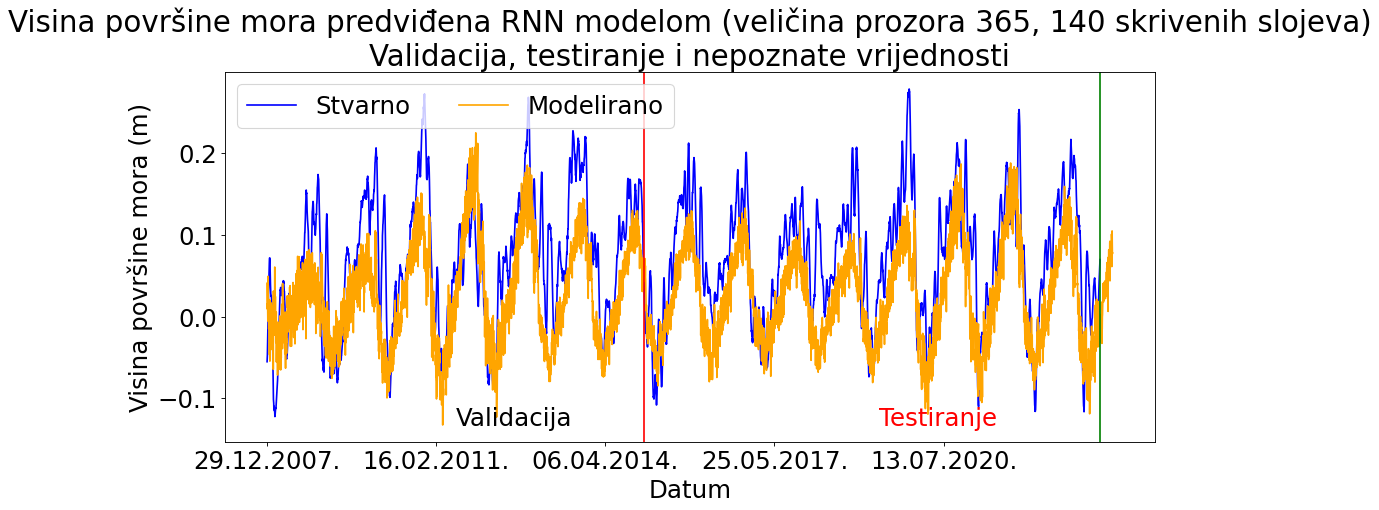 Visina površine mora predviđena RNN modelom (veličina prozora 365, 140 skrivenih slojeva)
Validacija, testiranje i nepoznate vrijednosti
Stvarno
Modelirano
Visina površine mora (m)
0.2
0.1
0.0
−0.1
Validacija
Testiranje
29.12.2007.
16.02.2011.
06.04.2014.
25.05.2017.
13.07.2020.
Datum